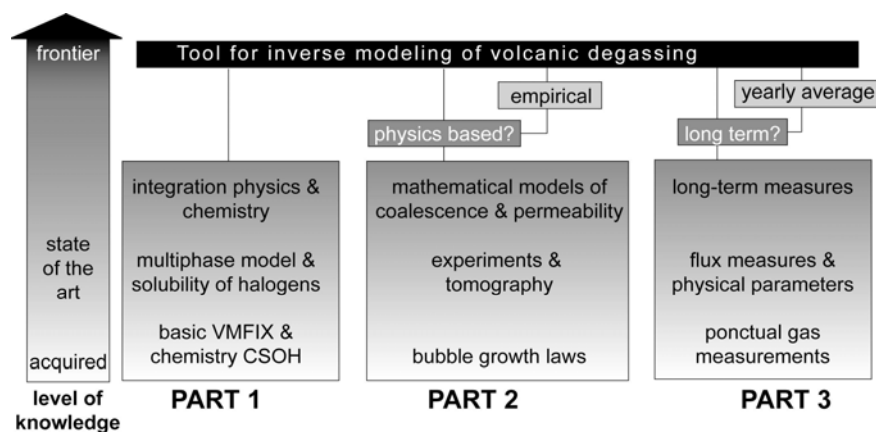 frontier
Tool for inverse modeling of volcanic degassing
empirical
yearly average
physics based?
long term?
integration physics &
chemistry
mathematical models of
coalescence & permeability
long-term measures
state
of the
art
multiphase model &
solubility of halogens
experiments &
tomography
flux measures &
physical parameters
acquired
basic VMFIX &
chemistry CSOH
bubble growth laws
ponctual gas
measurements
level of
knowledge
PART 1
PART 2
PART 3